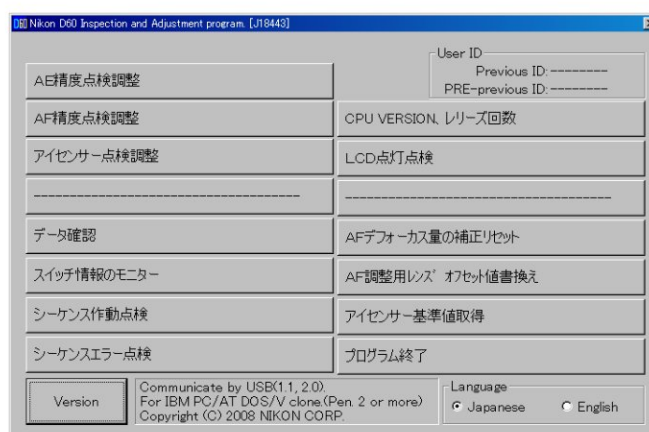 D60 Nikon D60 Inspection and Adjustment program. [J18443]
User ID
Previous ID:--------
PRE-previous ID:--------
AE精度点検調整
AF精度点検調整
CPU VERSION、レリーズ回数
アイセンサー点検調整
LCD点灯点検
------------------------------------
------------------------------------
データ確認
AFデフォーカス量の補正リセット
スイッチ情報のモニター
AF調整用レンズ オフセット値書換え
シーケンス作動点検
アイセンサー基準値取得
シーケンスエラー点検
プログラム終了
Version
Communicate by USB(1.1, 2.0).
For IBM PC/AT DOS/V clone.(Pen. 2 or more)
Copyright (C) 2008 NIKON CORP.
Language
Japanese
English